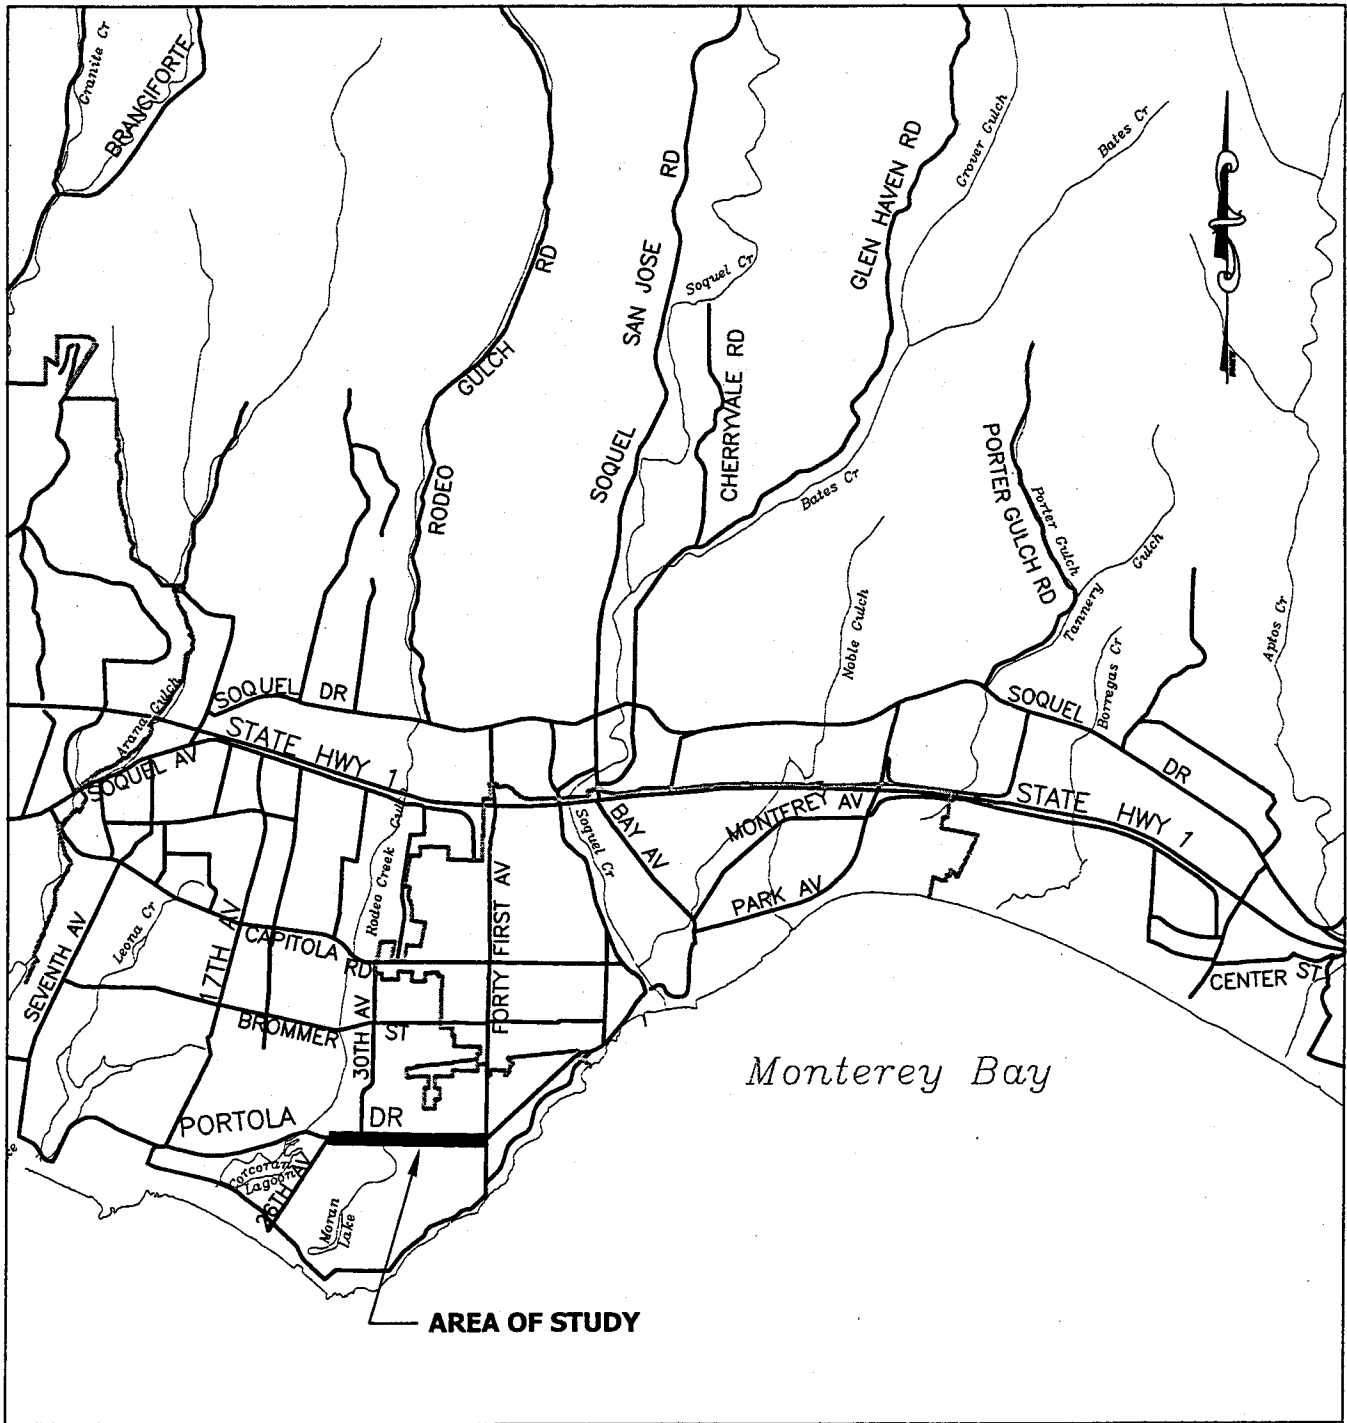 Granite Cr
BRANCIFORTE
RD
GLEN HAVEN RD
Grover Gulch
Bates Cr
RD
SAN JOSE
Soquel Cr
GULCH
CHERRYVALE RD
SOQUEL
RODEO
Bates Cr
PORTER GULCH RD
Porter Gulch
Gulch
Tannery
Noble Gulch
Borregas Cr
Aptos Cr
Arana Gulch
SOQUEL DR
SOQUEL
DR
STATE HWY 1
SOQUEL AV
Rodeo Creek Gulch
Soquel Cr
BAY AV
MONTEREY AV
STATE HWY 1
PARK AV
FORTY FIRST AV
SEVENTH AV
Leona Cr
17TH AV
CAPITOLA RD
CENTER ST
BROMMER ST
30TH AV
Monterey Bay
PORTOLA DR
Corcoran
Lagoon
26TH AV
Moran
Lake
AREA OF STUDY